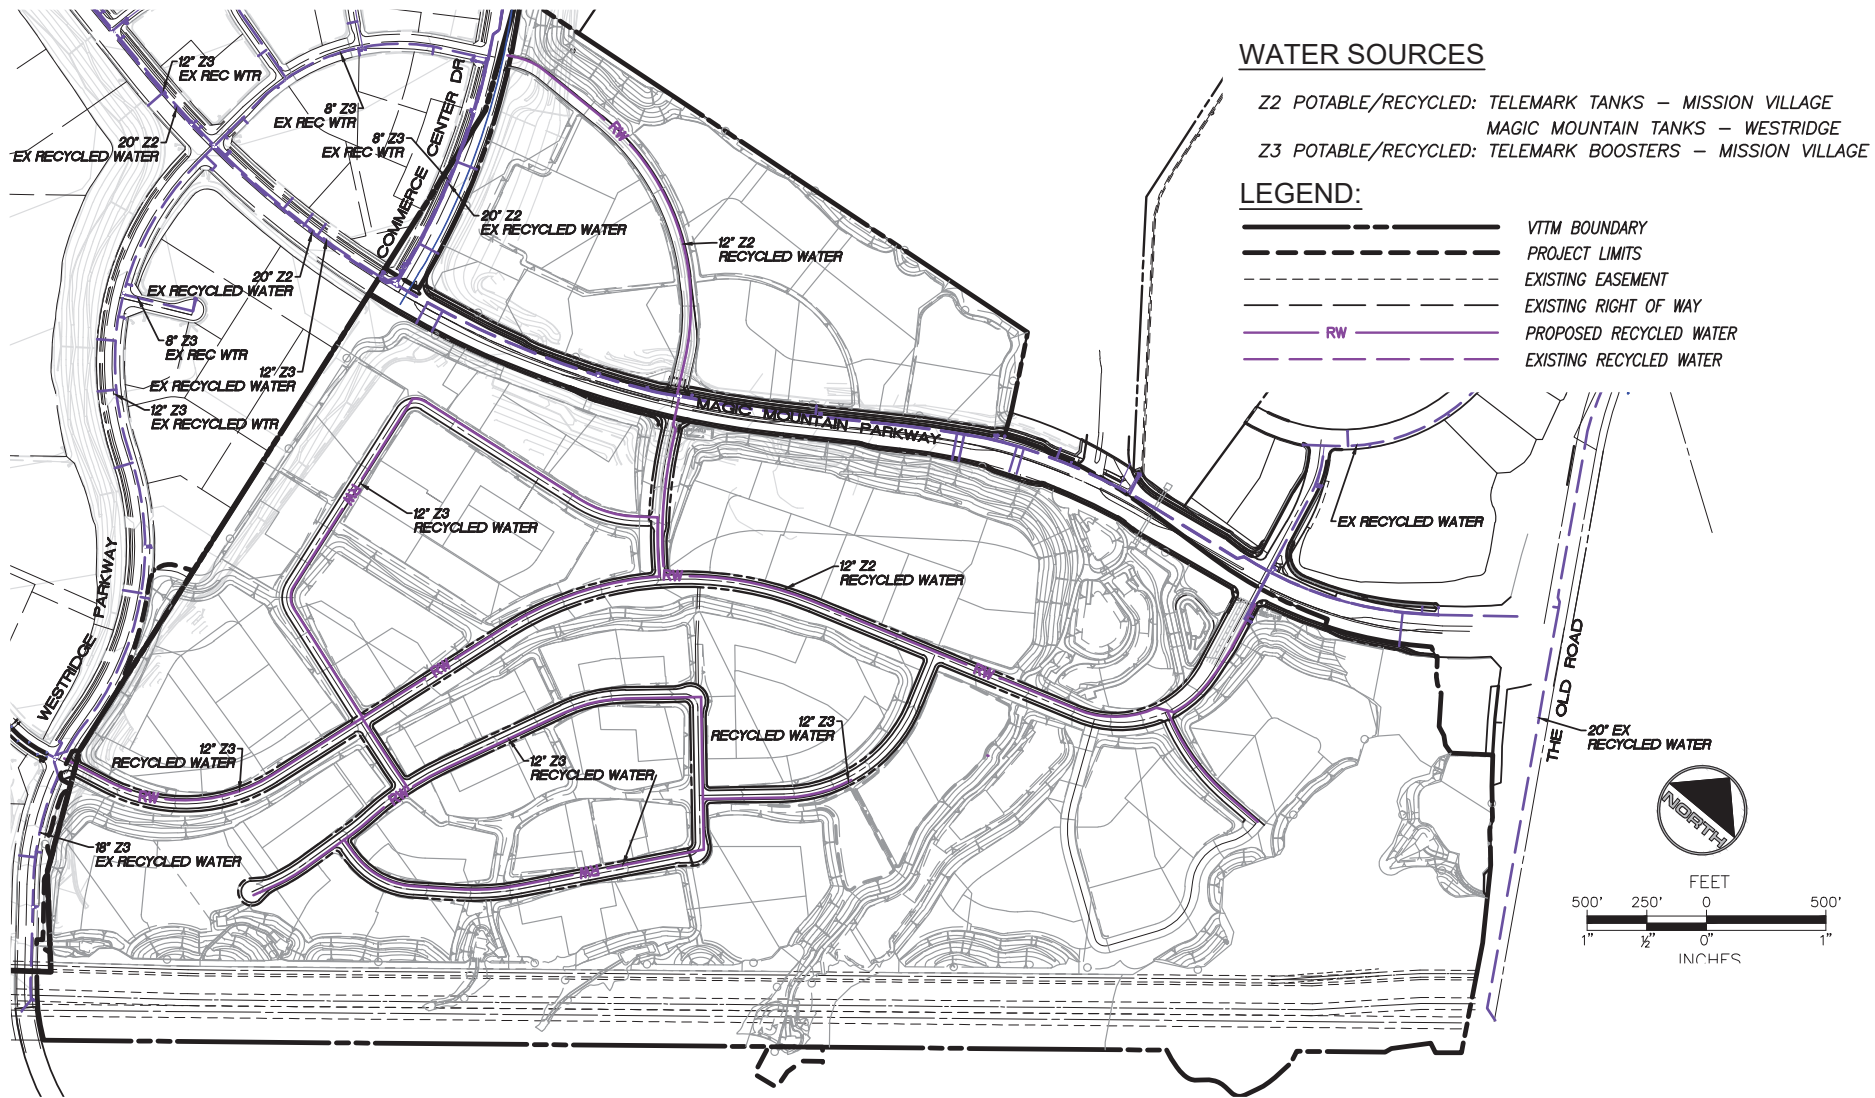 WATER SOURCES
Z2 POTABLE/RECYCLED: TELEMARK TANKS – MISSION VILLAGE
MAGIC MOUNTAIN TANKS – WESTRIDGE
Z3 POTABLE/RECYCLED: TELEMARK BOOSTERS – MISSION VILLAGE
LEGEND:
VTTM BOUNDARY
PROJECT LIMITS
EXISTING EASEMENT
EXISTING RIGHT OF WAY
RW
PROPOSED RECYCLED WATER
EXISTING RECYCLED WATER
12" Z3
EX REC WTR
8" Z3
EX REC WTR
20" Z2
EX RECYCLED WATER
8" Z3
EX REC WTR
COMMERCE CENTER DR
RW
20" Z2
EX RECYCLED WATER
12" Z2
RECYCLED WATER
20" Z2
EX RECYCLED WATER
8" Z3
EX REC WTR
12" Z3
EX RECYCLED WATER
12" Z3
EX RECYCLED WTR
MAGIC MOUNTAIN PARKWAY
RW
12" Z3
RECYCLED WATER
EX RECYCLED WATER
WESTRIDGE PARKWAY
RW
12" Z2
RECYCLED WATER
RW
RW
THE OLD ROAD
20" EX
RECYCLED WATER
12" Z3
RECYCLED WATER
12" Z3
RECYCLED WATER
12" Z3
RECYCLED WATER
RW
RW
18" Z3
EX RECYCLED WATER
RW
NORTH
FEET
500' 250' 0 500'
1" ½" 0" 1"
INCHES